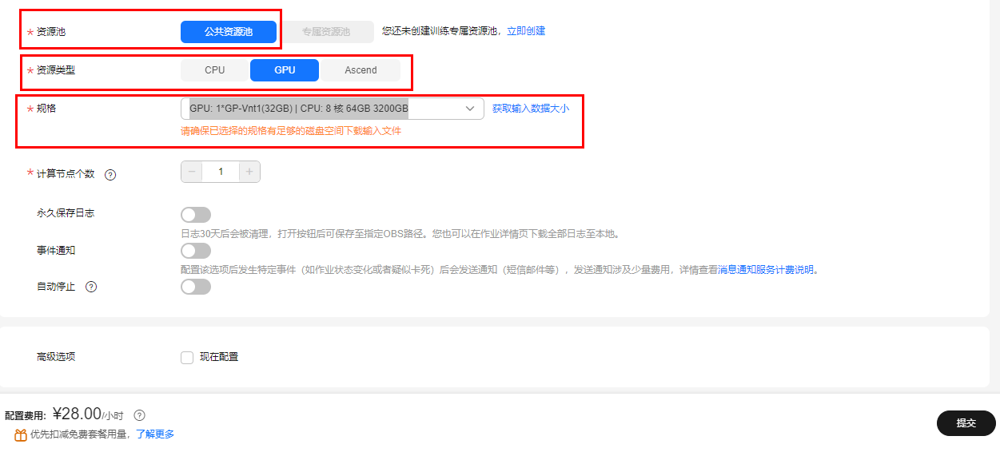 * 资源池 公共资源池 专属资源池 您还未创建训练专属资源池，立即创建
* 资源类型 CPU GPU Ascend
* 规格 GPU: 1*GP-Vnt1(32GB) | CPU: 8 核 64GB 3200GB 获取输入数据大小
请确保已选择的规格有足够的磁盘空间下载输入文件
* 计算节点个数 ? − 1 +
永久保存日志
日志30天后会被清理，打开按钮后可保存至指定OBS路径。您也可以在作业详情页下载全部日志至本地。
事件通知
配置该选项后发生特定事件（如作业状态变化或者疑似卡死）后会发送通知（短信邮件等），发送通知涉及少量费用，详情查看消息通知服务计费说明。
自动停止 ?
高级选项 现在配置
配置费用: ¥28.00/小时 ?
优先扣减免费套餐用量，了解更多
提交